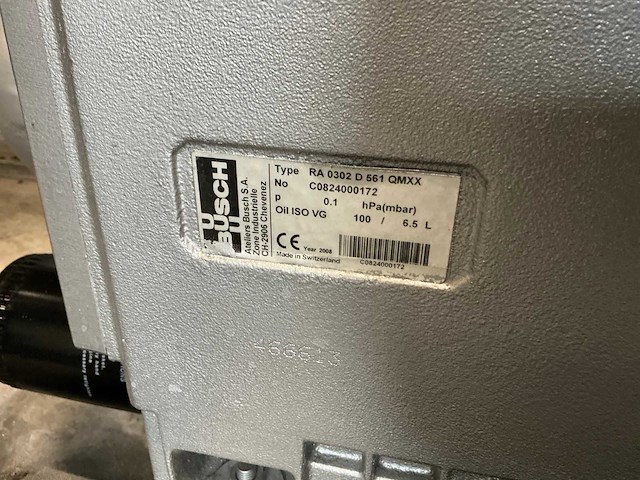 BUSCH
Ateliers Busch S.A.
Zone Industrielle
CH-2906 Chevenez
Type RA 0302 D 561 QMXX
No C0824000172
p 0.1 hPa(mbar)
Oil ISO VG 100 / 6.5 L
CE Year 2008
Made in Switzerland
C0824000172
466613